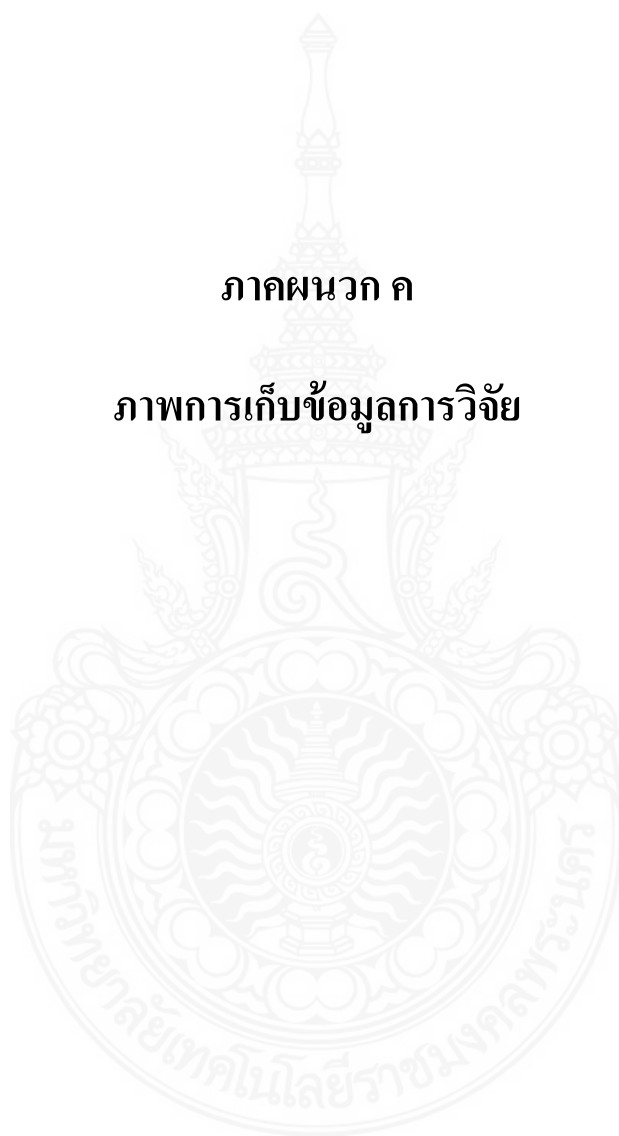 ภาคผนวก ค
ภาพการเก็บข้อมูลการวิจัย
มหาวิทยาลัยเทคโนโลยีราชมงคลพระนคร